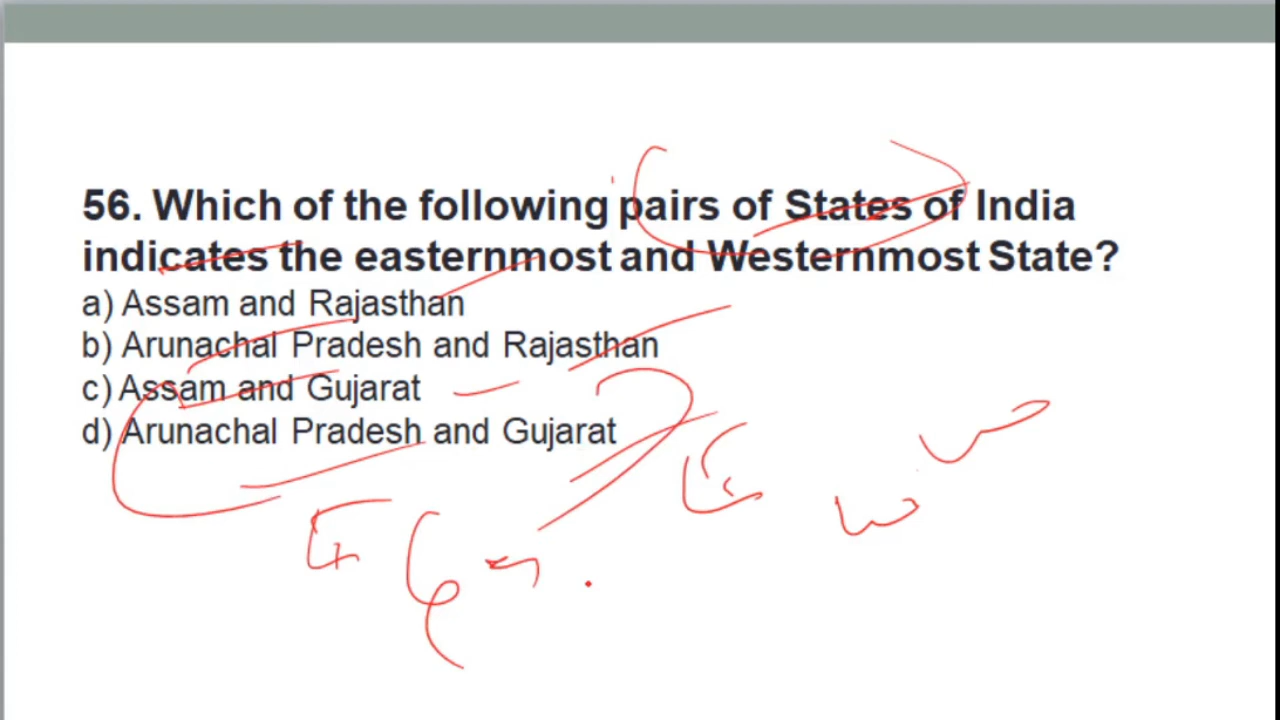 56. Which of the following pairs of States of India
indicates the easternmost and Westernmost State?
a) Assam and Rajasthan
b) Arunachal Pradesh and Rajasthan
c) Assam and Gujarat
d) Arunachal Pradesh and Gujarat